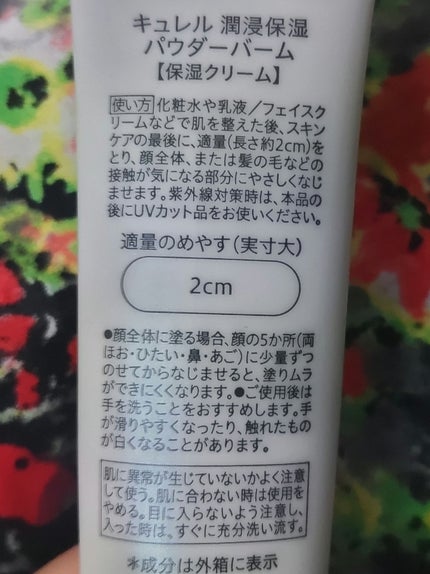 キュレル 潤浸保湿
パウダーバーム
【保湿クリーム】
使い方 化粧水や乳液／フェイスク
リームなどで肌を整えた後、スキン
ケアの最後に、適量(長さ約2cm)を
とり、顔全体、または髪の毛などの
接触が気になる部分にやさしくなじ
ませます。紫外線対策時は、本品の
後にUVカット品をお使いください。
適量のめやす(実寸大)
2cm
●顔全体に塗る場合、顔の5か所(両
ほお・ひたい・鼻・あご)に少量ずつ
のせてからなじませると、塗りムラ
ができにくくなります。●ご使用後は
手を洗うことをおすすめします。手
が滑りやすくなったり、触れたもの
が白くなることがあります。
肌に異常が生じていないかよく注意
して使う。肌に合わない時は使用を
やめる。目に入らないよう注意し、
入った時は、すぐに充分洗い流す。
＊成分は外箱に表示